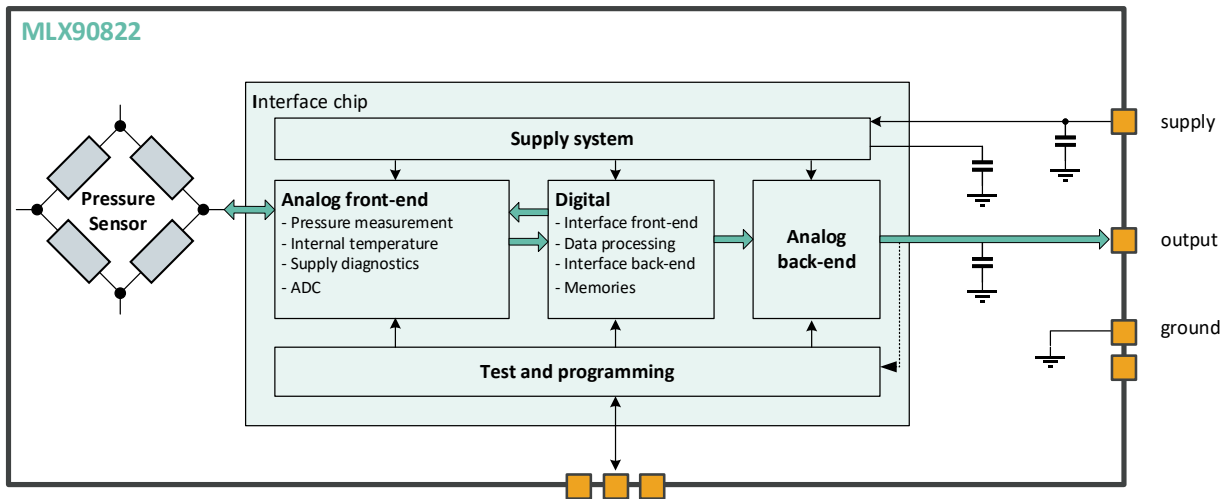 MLX90822
Interface chip
Supply system
supply
Pressure
Sensor
Analog front-end
- Pressure measurement
- Internal temperature
- Supply diagnostics
- ADC
Digital
- Interface front-end
- Data processing
- Interface back-end
- Memories
Analog
back-end
output
ground
Test and programming